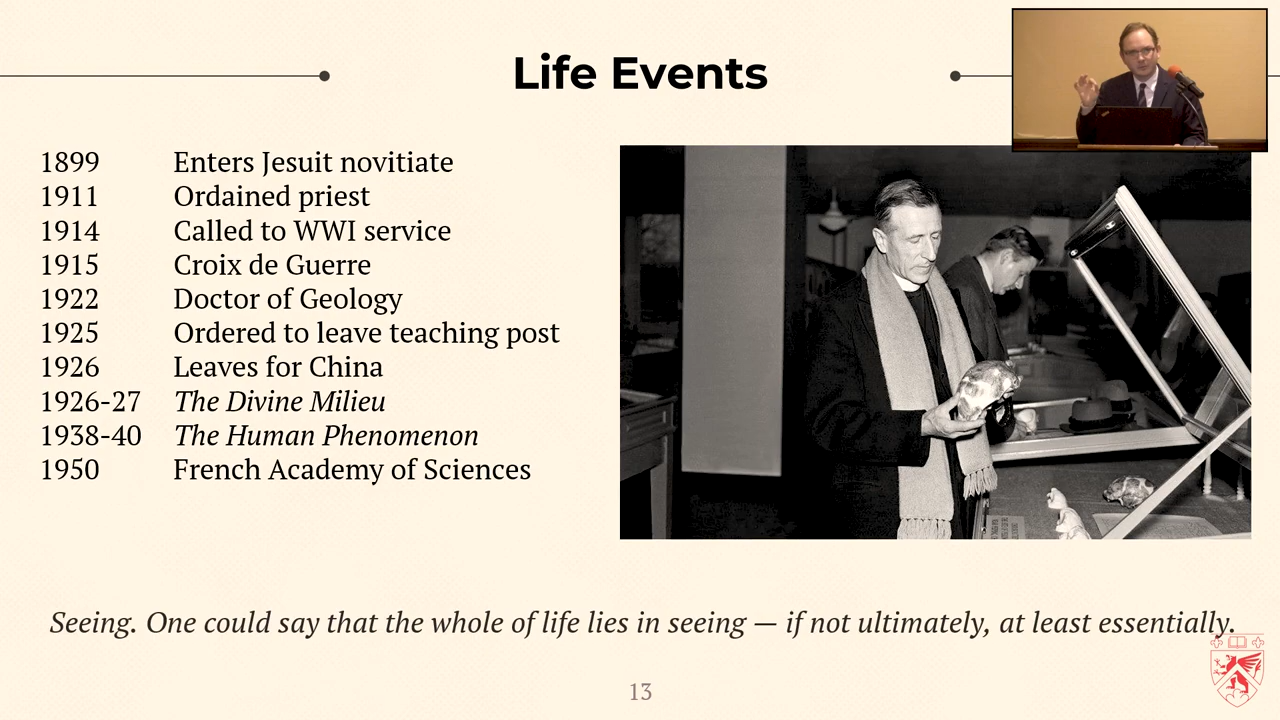 Life Events
1899 Enters Jesuit novitiate
1911 Ordained priest
1914 Called to WWI service
1915 Croix de Guerre
1922 Doctor of Geology
1925 Ordered to leave teaching post
1926 Leaves for China
1926-27 The Divine Milieu
1938-40 The Human Phenomenon
1950 French Academy of Sciences
Seeing. One could say that the whole of life lies in seeing — if not ultimately, at least essentially.
13